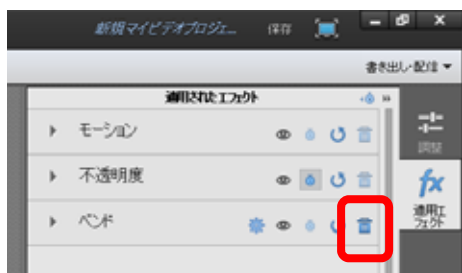 新規マイビデオプロジェ... 保存
書き出し・配信 ▼
適用されたエフェクト
モーション
調整
不透明度
fx
適用エ
フェクト
ベンド